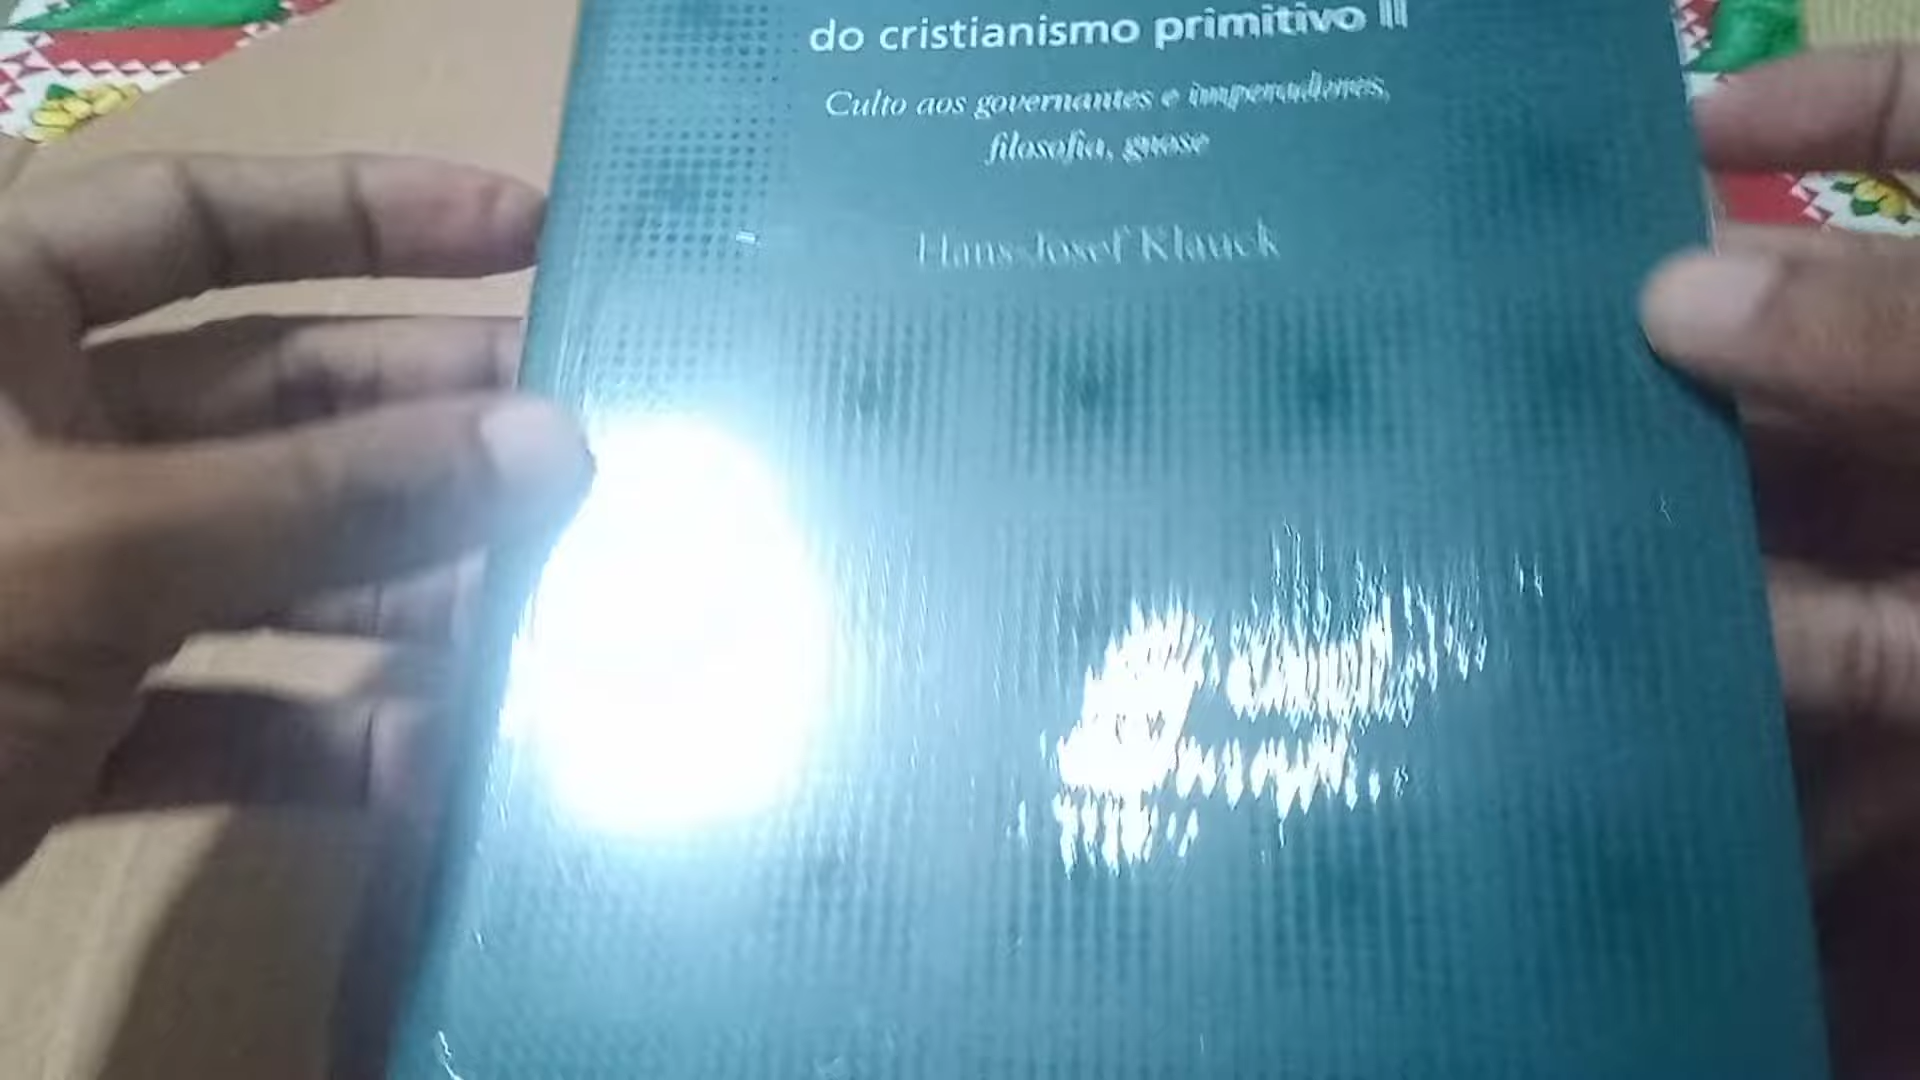 do cristianismo primitivo II
Culto aos governantes e imperadores,
filosofia, gnose
Hans-Josef Klauck